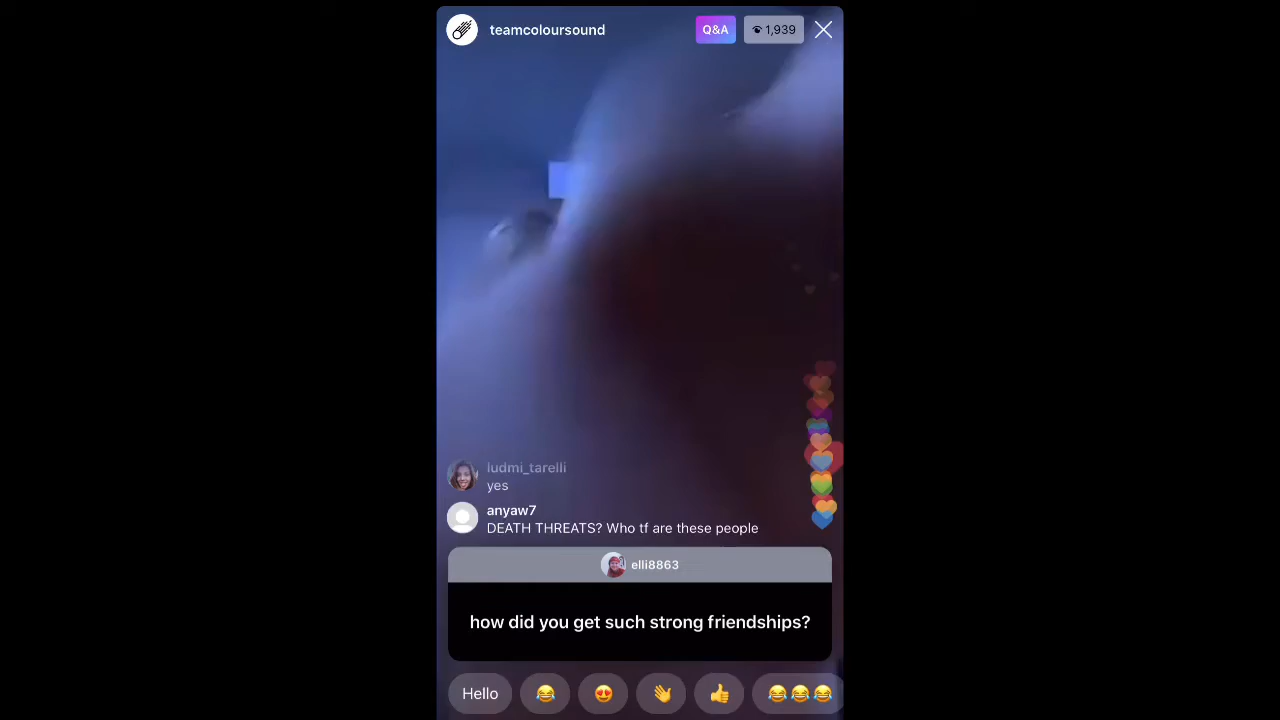 teamcoloursound
Q&A
1,939
ludmi_tarelli
yes
anyaw7
DEATH THREATS? Who tf are these people
elli8863
how did you get such strong friendships?
Hello